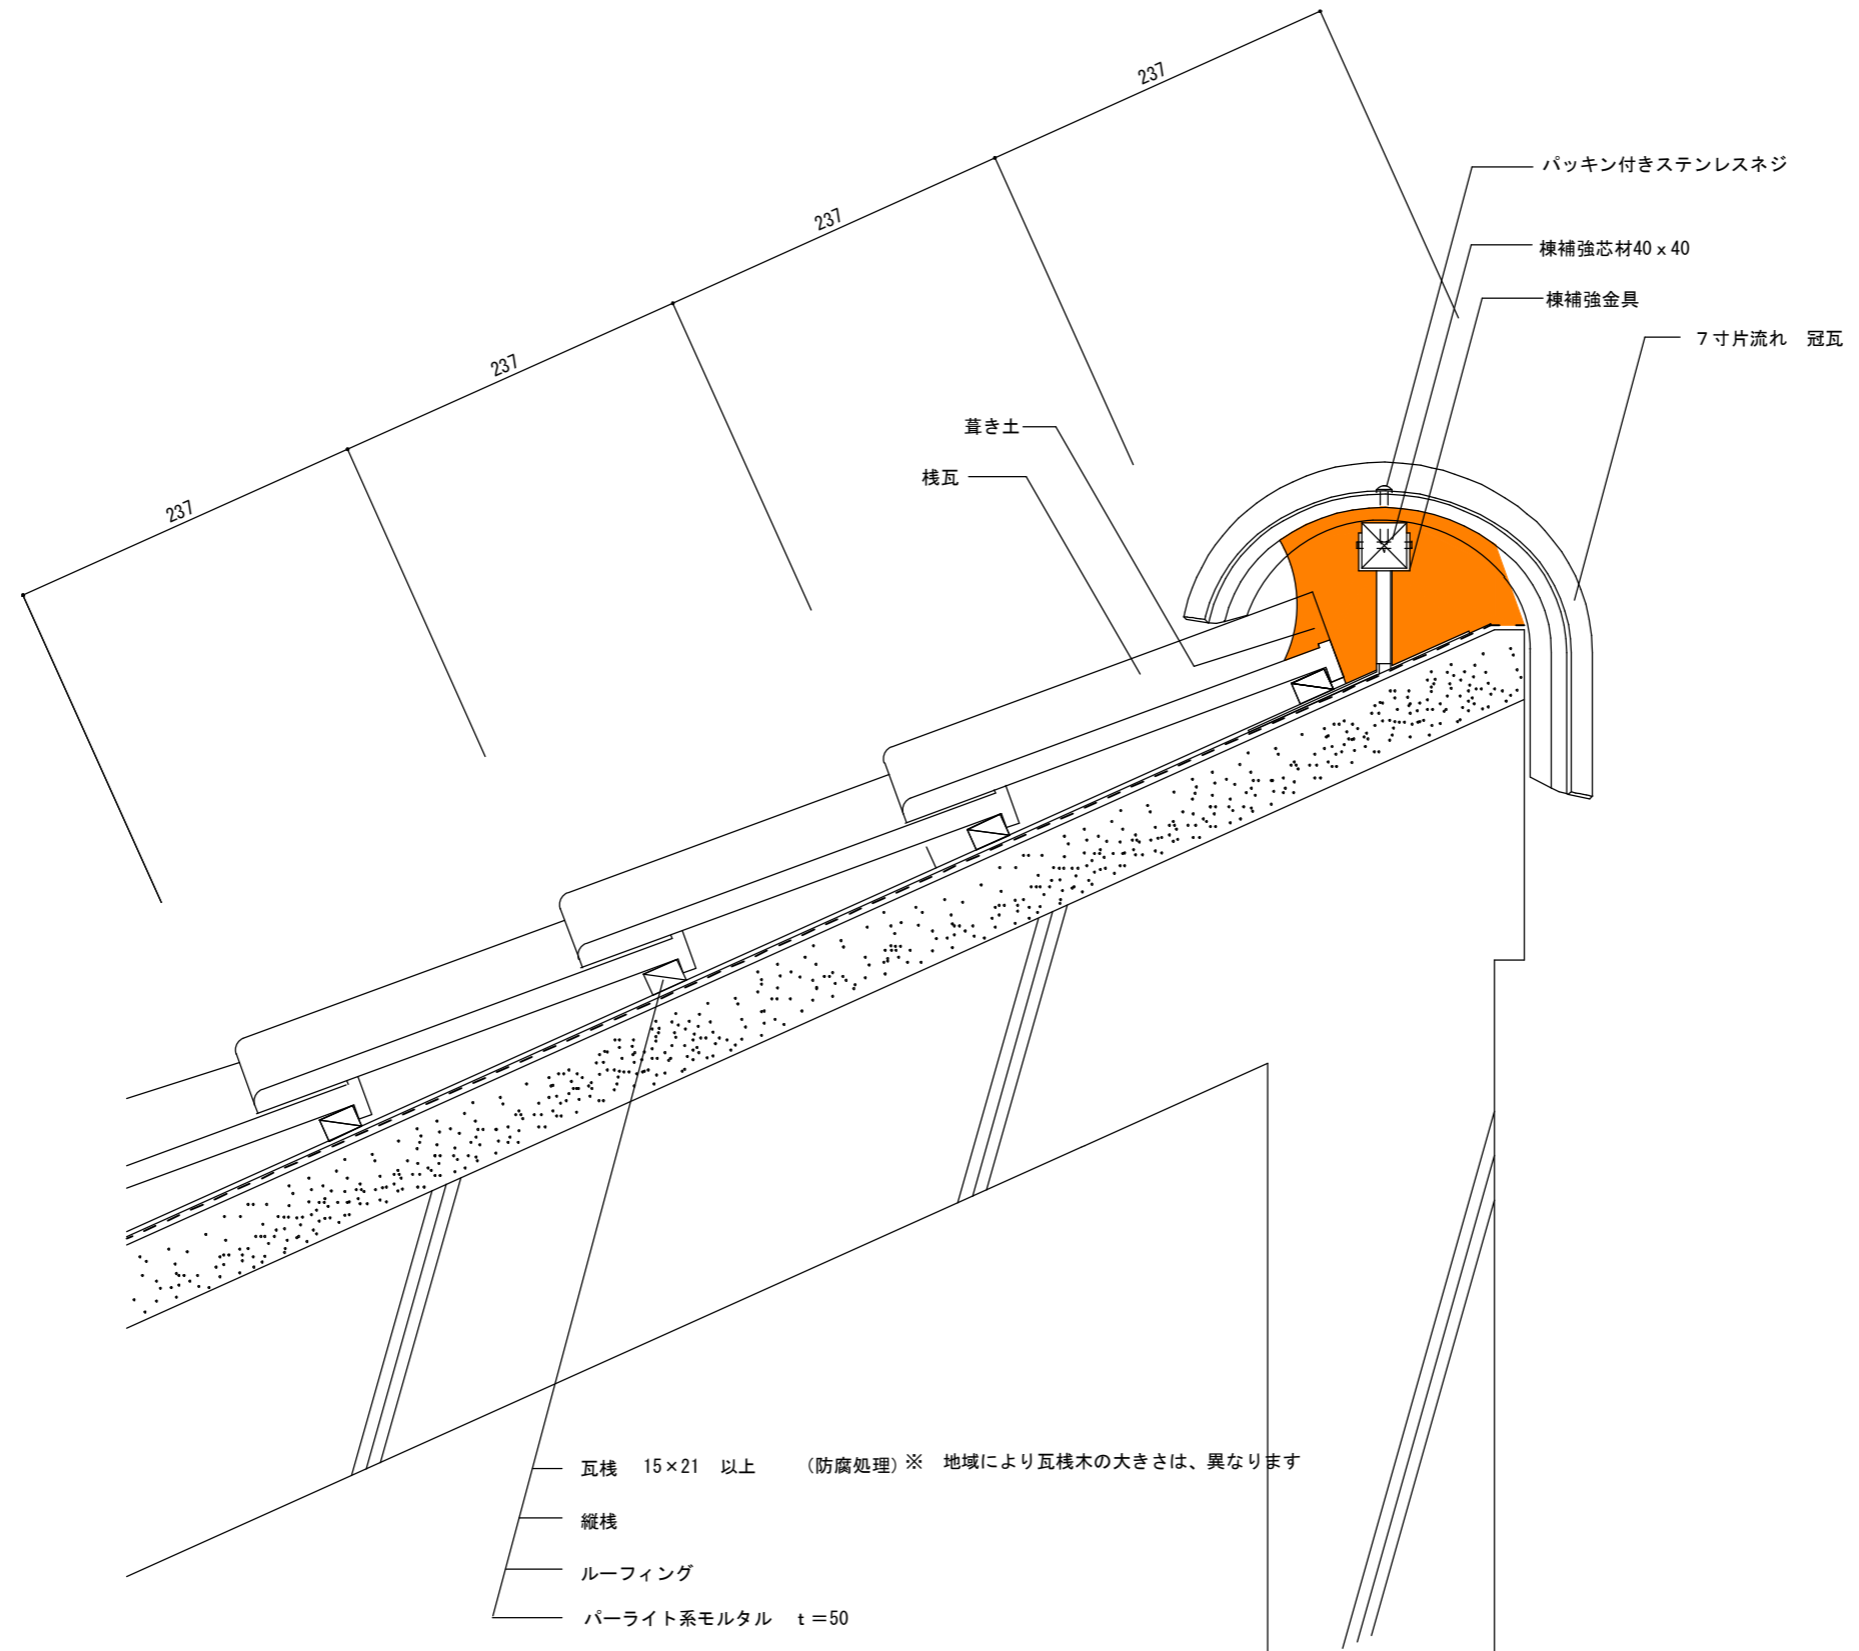 237
237
237
237
パッキン付きステンレスネジ
棟補強芯材40x40
棟補強金具
7寸片流れ 冠瓦
葺き土
桟瓦
瓦桟 15×21 以上 (防腐処理) ※ 地域により瓦桟木の大きさは、異なります
縦桟
ルーフィング
パーライト系モルタル t=50